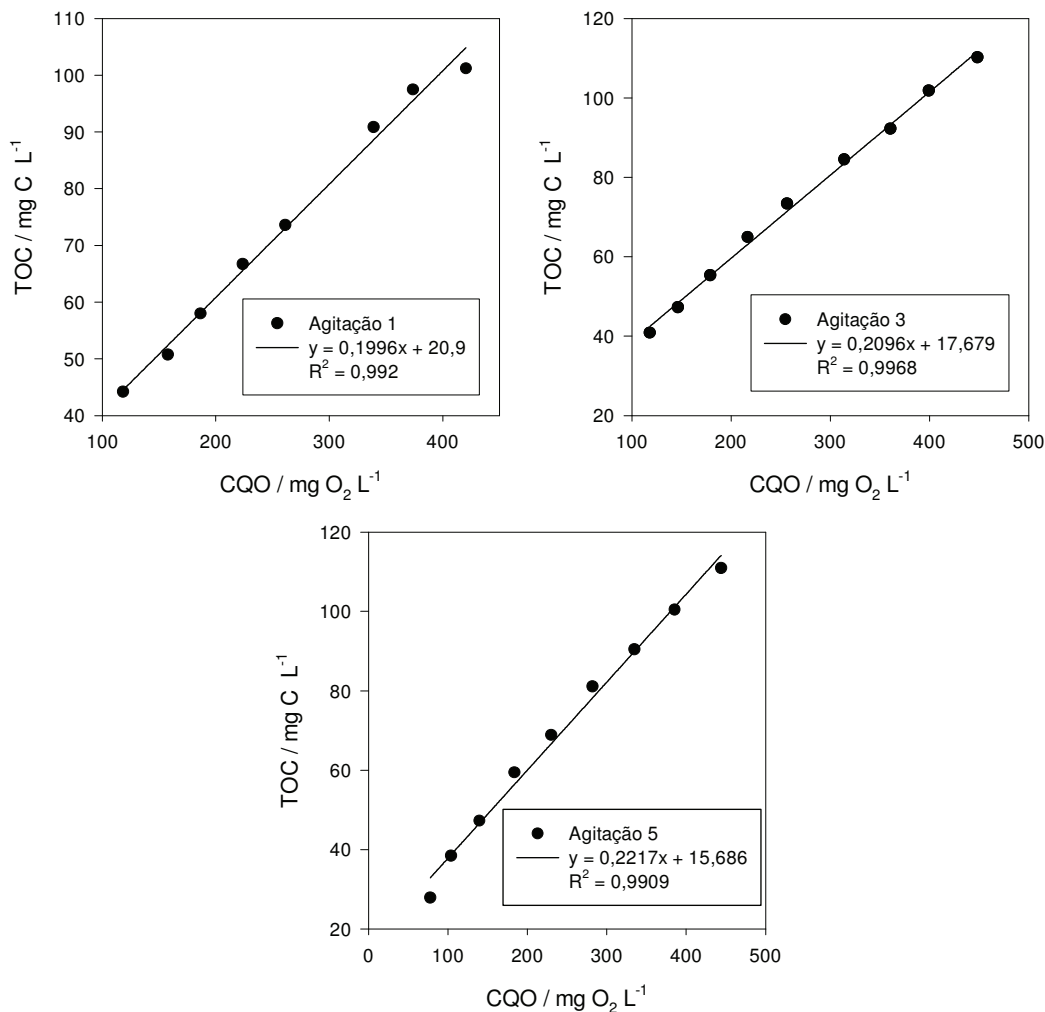 110
100
90
80
70
60
50
40
TOC / mg C L⁻¹
Agitação 1
y = 0,1996x + 20,9
R² = 0,992
100 200 300 400
CQO / mg O₂ L⁻¹
120
100
80
60
40
20
TOC / mg C L⁻¹
Agitação 3
y = 0,2096x + 17,679
R² = 0,9968
100 200 300 400 500
CQO / mg O₂ L⁻¹
120
100
80
60
40
20
TOC / mg C L⁻¹
Agitação 5
y = 0,2217x + 15,686
R² = 0,9909
0 100 200 300 400 500
CQO / mg O₂ L⁻¹